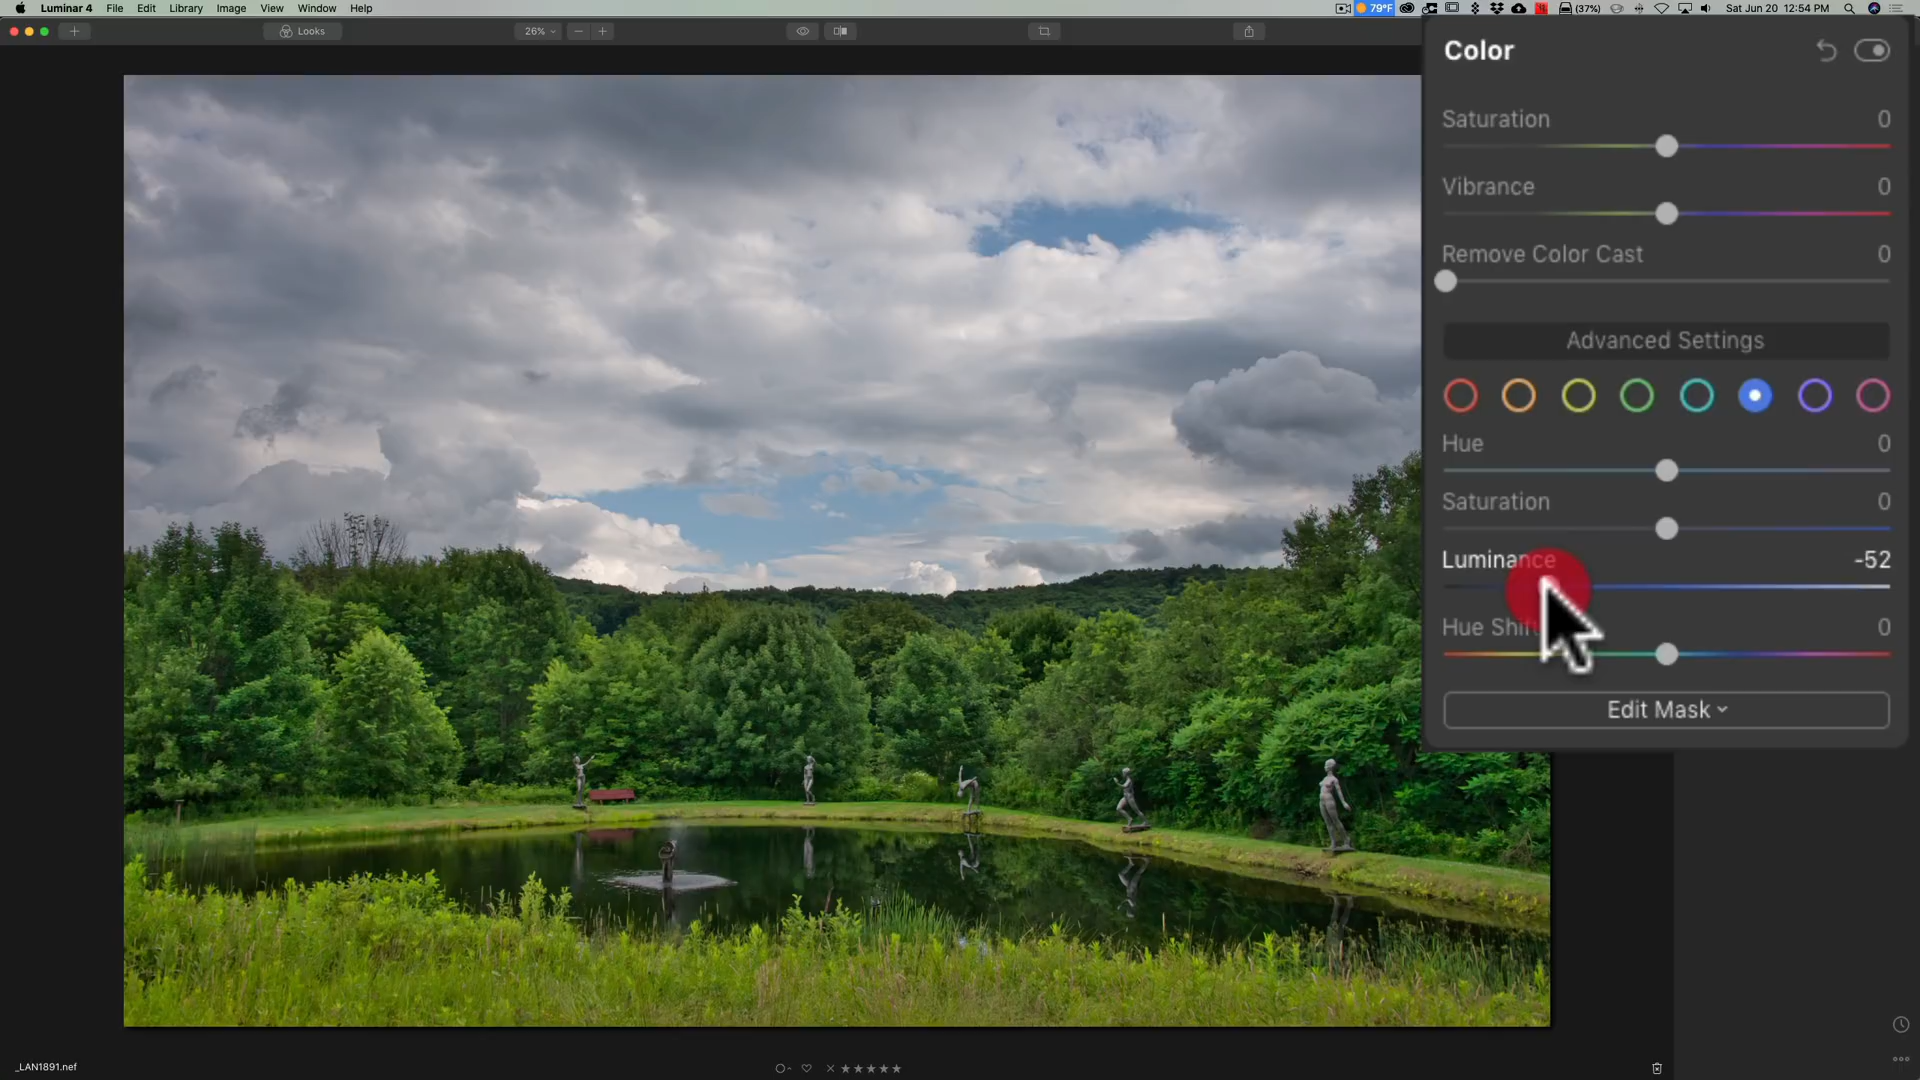 Luminar 4 File Edit Library Image View Window Help
79°F (37%) Sat Jun 20 12:54 PM
Looks
26%
Color
Saturation 0
Vibrance 0
Remove Color Cast 0
Advanced Settings
Hue 0
Saturation 0
Luminance -52
Hue Shif 0
Edit Mask
_LAN1891.nef